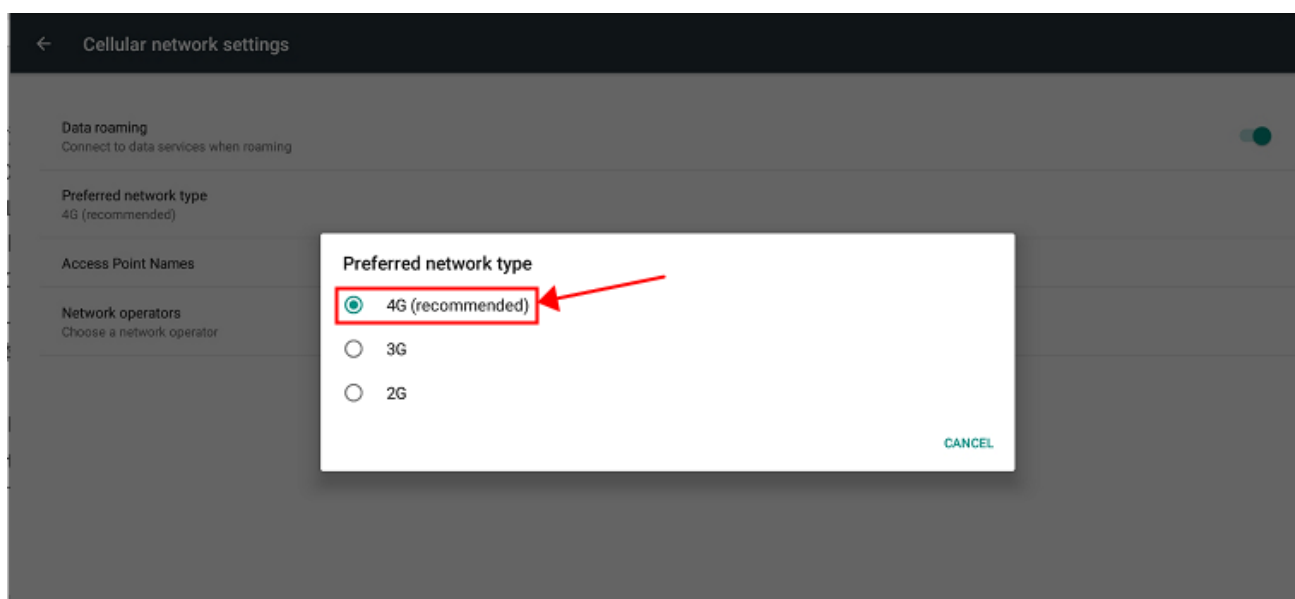 Cellular network settings
Data roaming
Connect to data services when roaming
Preferred network type
4G (recommended)
Access Point Names
Network operators
Choose a network operator
Preferred network type
4G (recommended)
3G
2G
CANCEL